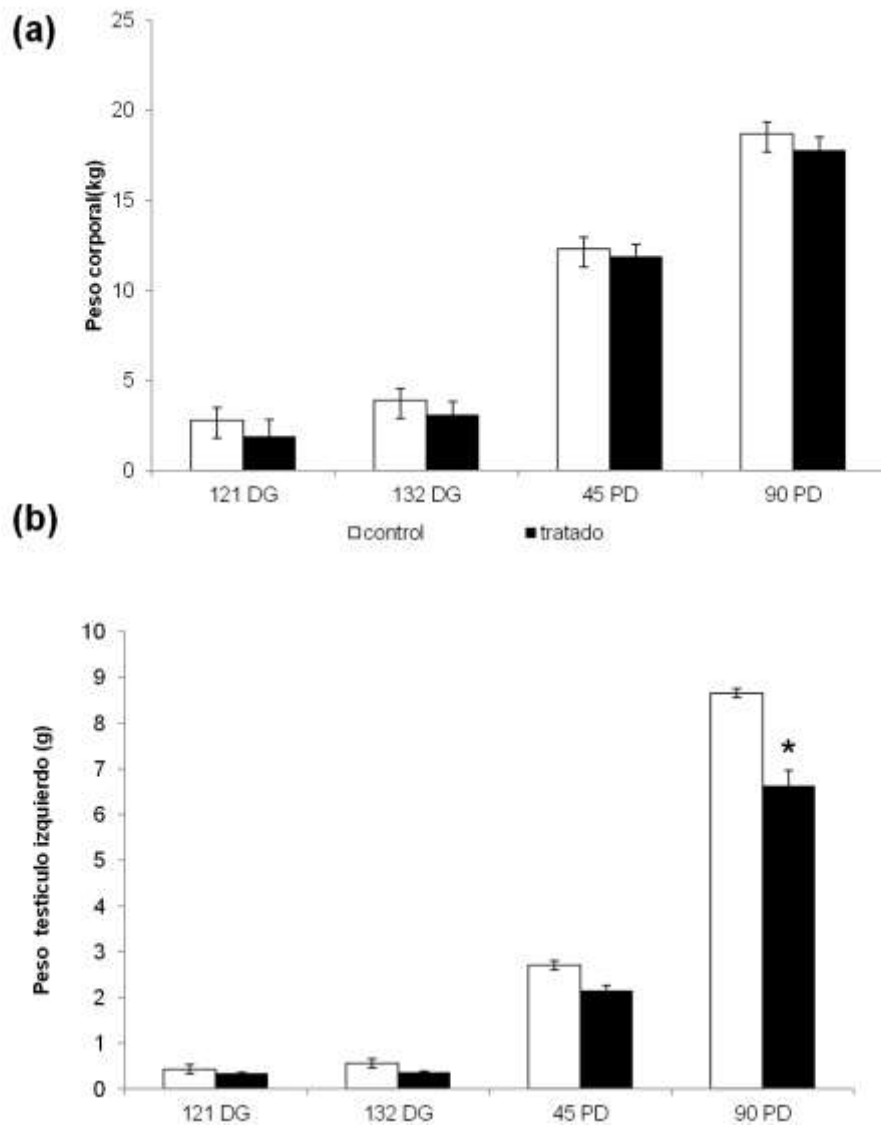 (a)
Peso corporal(kg)
25
20
15
10
5
0
121 DG 132 DG 45 PD 90 PD
control tratado
(b)
Peso testiculo izquierdo (g)
10
9
8
7
6
5
4
3
2
1
0
*
121 DG 132 DG 45 PD 90 PD